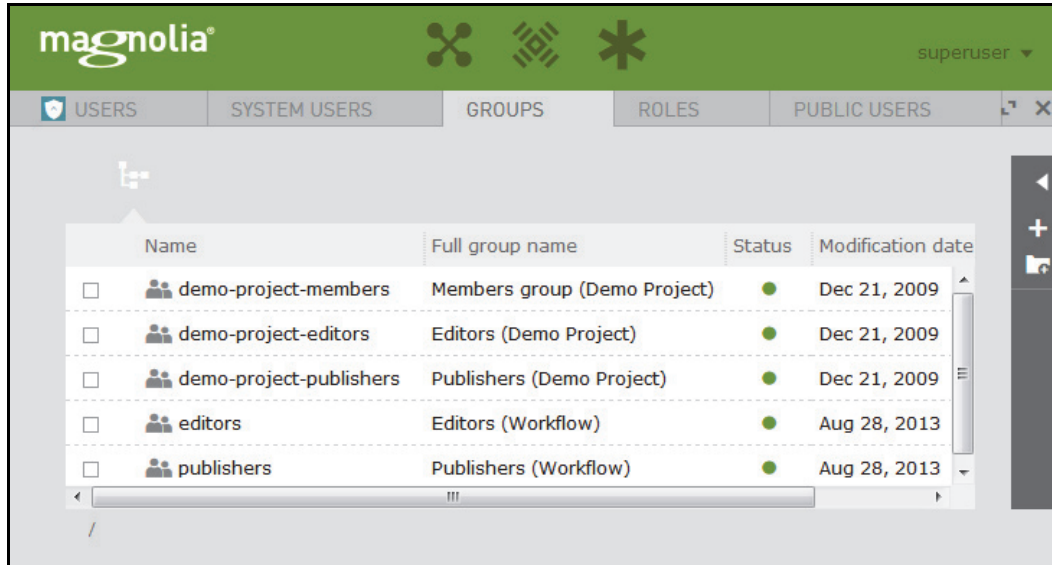 magnolia®
superuser
USERS SYSTEM USERS GROUPS ROLES PUBLIC USERS
Name Full group name Status Modification date
demo-project-members Members group (Demo Project) Dec 21, 2009
demo-project-editors Editors (Demo Project) Dec 21, 2009
demo-project-publishers Publishers (Demo Project) Dec 21, 2009
editors Editors (Workflow) Aug 28, 2013
publishers Publishers (Workflow) Aug 28, 2013
/